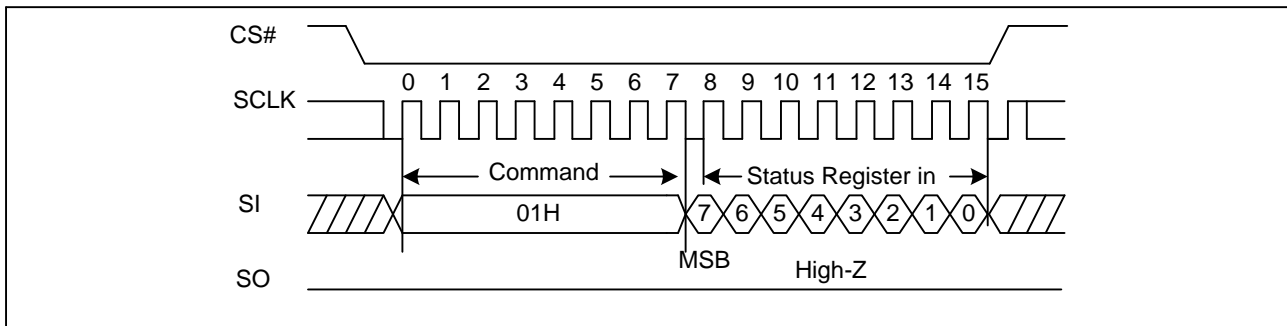 CS#
0 1 2 3 4 5 6 7 8 9 10 11 12 13 14 15
SCLK
Command Status Register in
SI 01H 7 6 5 4 3 2 1 0
MSB High-Z
SO